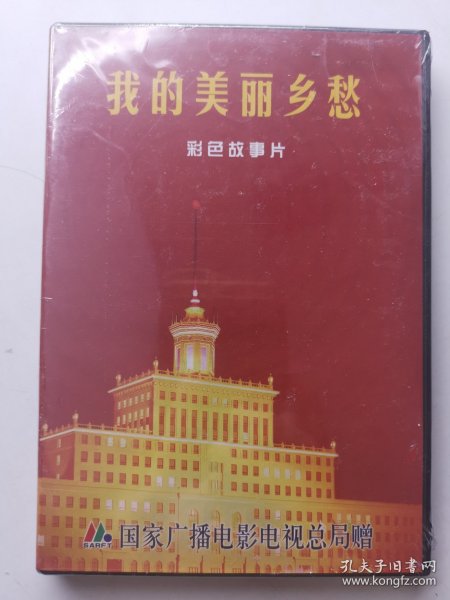 我的美丽乡愁
彩色故事片
SARFT
国家广播电影电视总局赠
孔夫子旧书网
www.kongfz.com